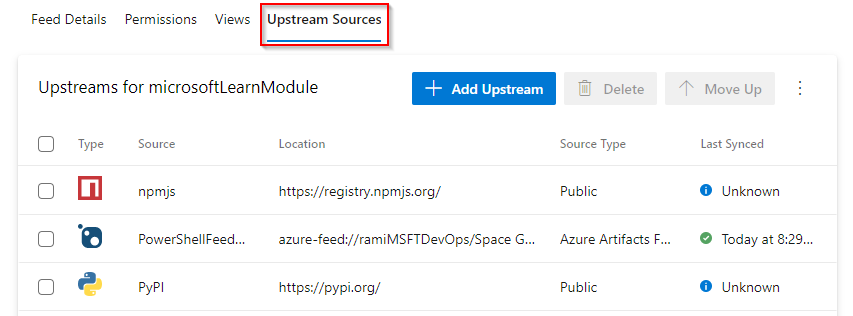 Feed Details Permissions Views Upstream Sources
Upstreams for microsoftLearnModule Add Upstream Delete Move Up
Type Source Location Source Type Last Synced
npmjs https://registry.npmjs.org/ Public Unknown
PowerShellFeed... azure-feed://ramiMSFTDevOps/Space G... Azure Artifacts F... Today at 8:29...
PyPI https://pypi.org/ Public Unknown